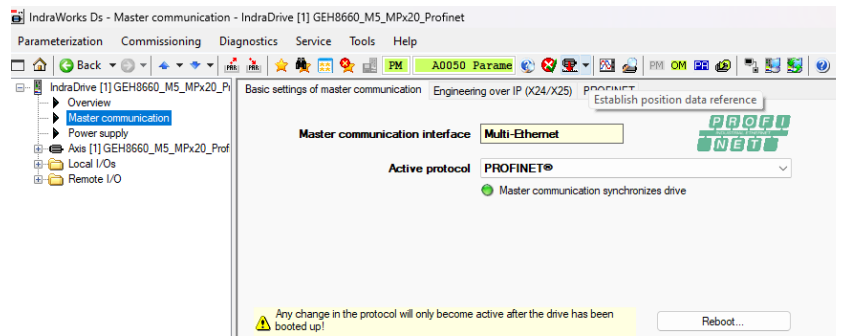 IndraWorks Ds - Master communication - IndraDrive [1] GEH8660_M5_MPx20_Profinet
Parameterization Commissioning Diagnostics Service Tools Help
Back PM A0050 Parame PM OM
IndraDrive [1] GEH8660_M5_MPx20_P
Overview
Master communication
Power supply
Axis [1] GEH8660_M5_MPx20_Prof
Local I/Os
Remote I/O
Basic settings of master communication Engineering over IP (X24/X25) PROFINET
Establish position data reference
PROFI
NET
Master communication interface Multi-Ethernet
Active protocol PROFINET®
Master communication synchronizes drive
Any change in the protocol will only become active after the drive has been
booted up!
Reboot...